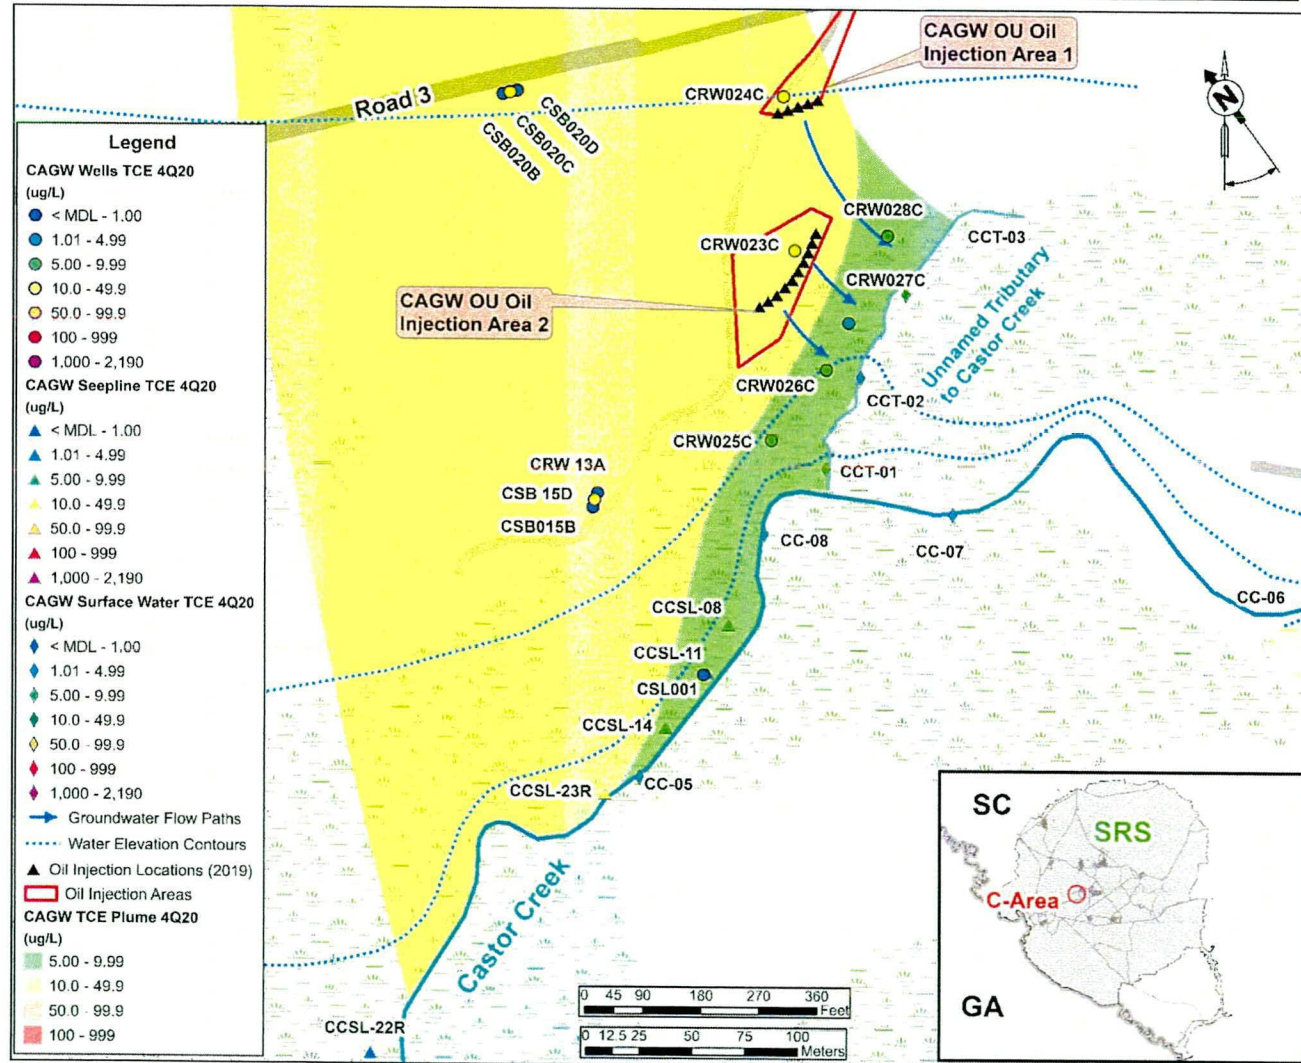 CAGW OU Oil
Injection Area 1
Road 3
CRW024C
CSB020D
CSB020C
CSB020B
N
Legend
CAGW Wells TCE 4Q20
(ug/L)
< MDL - 1.00
1.01 - 4.99
5.00 - 9.99
10.0 - 49.9
50.0 - 99.9
100 - 999
1,000 - 2,190
CAGW Seepline TCE 4Q20
(ug/L)
< MDL - 1.00
1.01 - 4.99
5.00 - 9.99
10.0 - 49.9
50.0 - 99.9
100 - 999
1,000 - 2,190
CAGW Surface Water TCE 4Q20
(ug/L)
< MDL - 1.00
1.01 - 4.99
5.00 - 9.99
10.0 - 49.9
50.0 - 99.9
100 - 999
1,000 - 2,190
Groundwater Flow Paths
Water Elevation Contours
Oil Injection Locations (2019)
Oil Injection Areas
CAGW TCE Plume 4Q20
(ug/L)
5.00 - 9.99
10.0 - 49.9
50.0 - 99.9
100 - 999
CRW028C
CCT-03
CRW023C
CRW027C
CAGW OU Oil
Injection Area 2
Unnamed Tributary
to Castor Creek
CRW026C
CCT-02
CRW025C
CCT-01
CRW 13A
CSB 15D
CSB015B
CC-08
CC-07
CC-06
CCSL-08
CCSL-11
CSL001
CCSL-14
CC-05
CCSL-23R
Castor Creek
CCSL-22R
0 45 90 180 270 360
Feet
0 12.5 25 50 75 100
Meters
SC
SRS
C-Area
GA